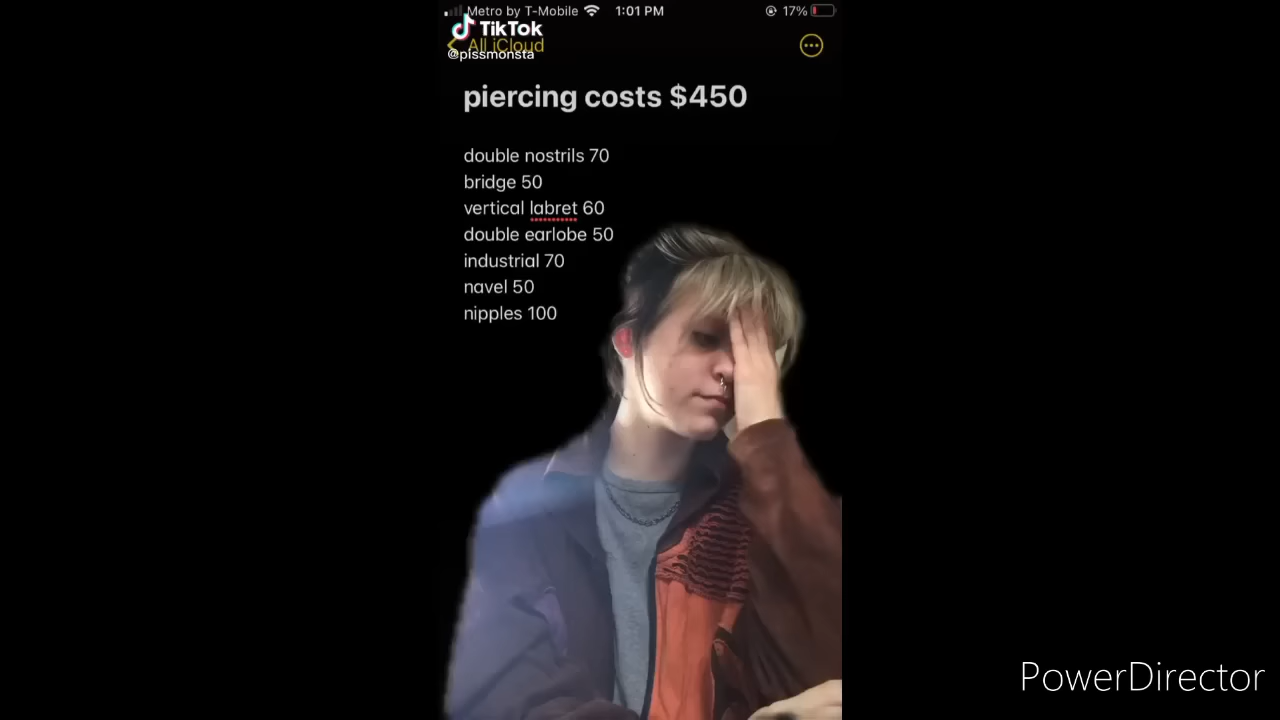 Metro by T-Mobile 1:01 PM 17%
TikTok
All iCloud
@pissmonsta
piercing costs $450
double nostrils 70
bridge 50
vertical labret 60
double earlobe 50
industrial 70
navel 50
nipples 100
PowerDirector